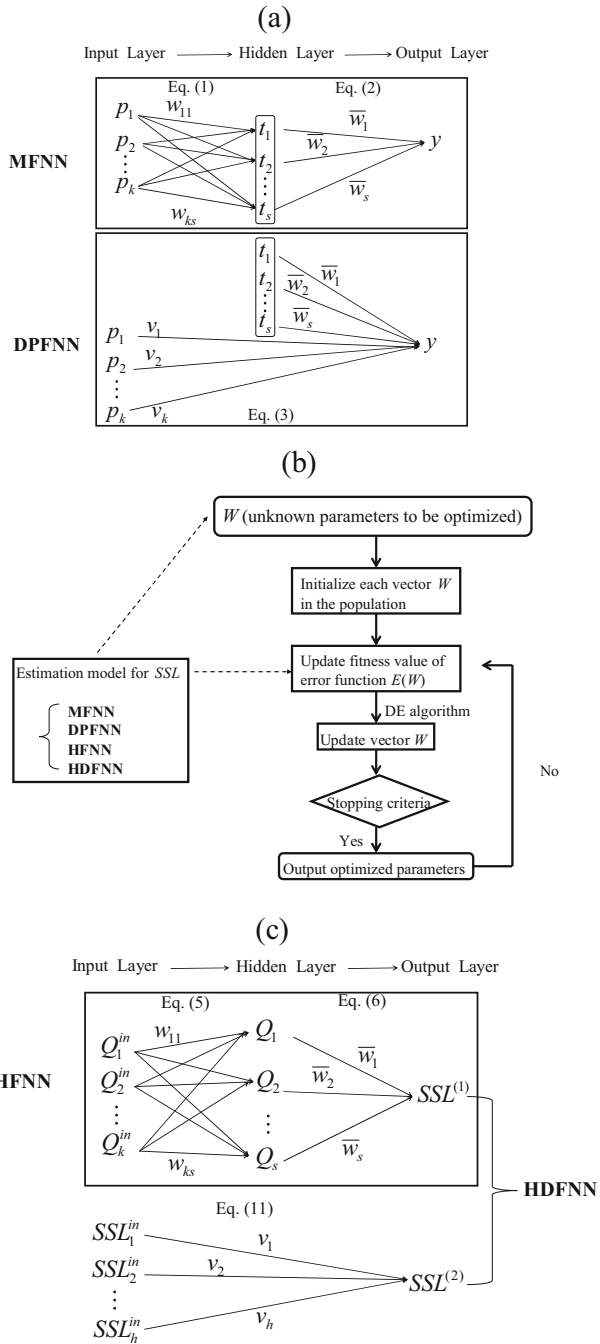 (a)
Input Layer → Hidden Layer → Output Layer
Eq. (1) Eq. (2)
MFNN
p₁ w₁₁ t₁ w̅₁
p₂ t₂ w̅₂ y
⋮ ⋮
pₖ wₖₛ tₛ w̅ₛ
DPFNN
t₁ w̅₁
t₂ w̅₂
⋮
tₛ w̅ₛ
p₁ v₁ y
p₂ v₂
⋮
pₖ vₖ
Eq. (3)
(b)
W (unknown parameters to be optimized)
Initialize each vector W
in the population
Update fitness value of
error function E(W)
DE algorithm
Update vector W
Stopping criteria
Yes
Output optimized parameters
No
Estimation model for SSL
MFNN
DPFNN
HFNN
HDFNN
(c)
Input Layer → Hidden Layer → Output Layer
Eq. (5) Eq. (6)
HFNN
Q₁ⁱⁿ w₁₁ Q₁ w̅₁
Q₂ⁱⁿ Q₂ w̅₂ SSL⁽¹⁾
⋮ ⋮
Qₖⁱⁿ wₖₛ Qₛ w̅ₛ
HDFNN
Eq. (11)
SSL₁ⁱⁿ v₁
SSL₂ⁱⁿ v₂ SSL⁽²⁾
⋮
SSLₕⁱⁿ vₕ